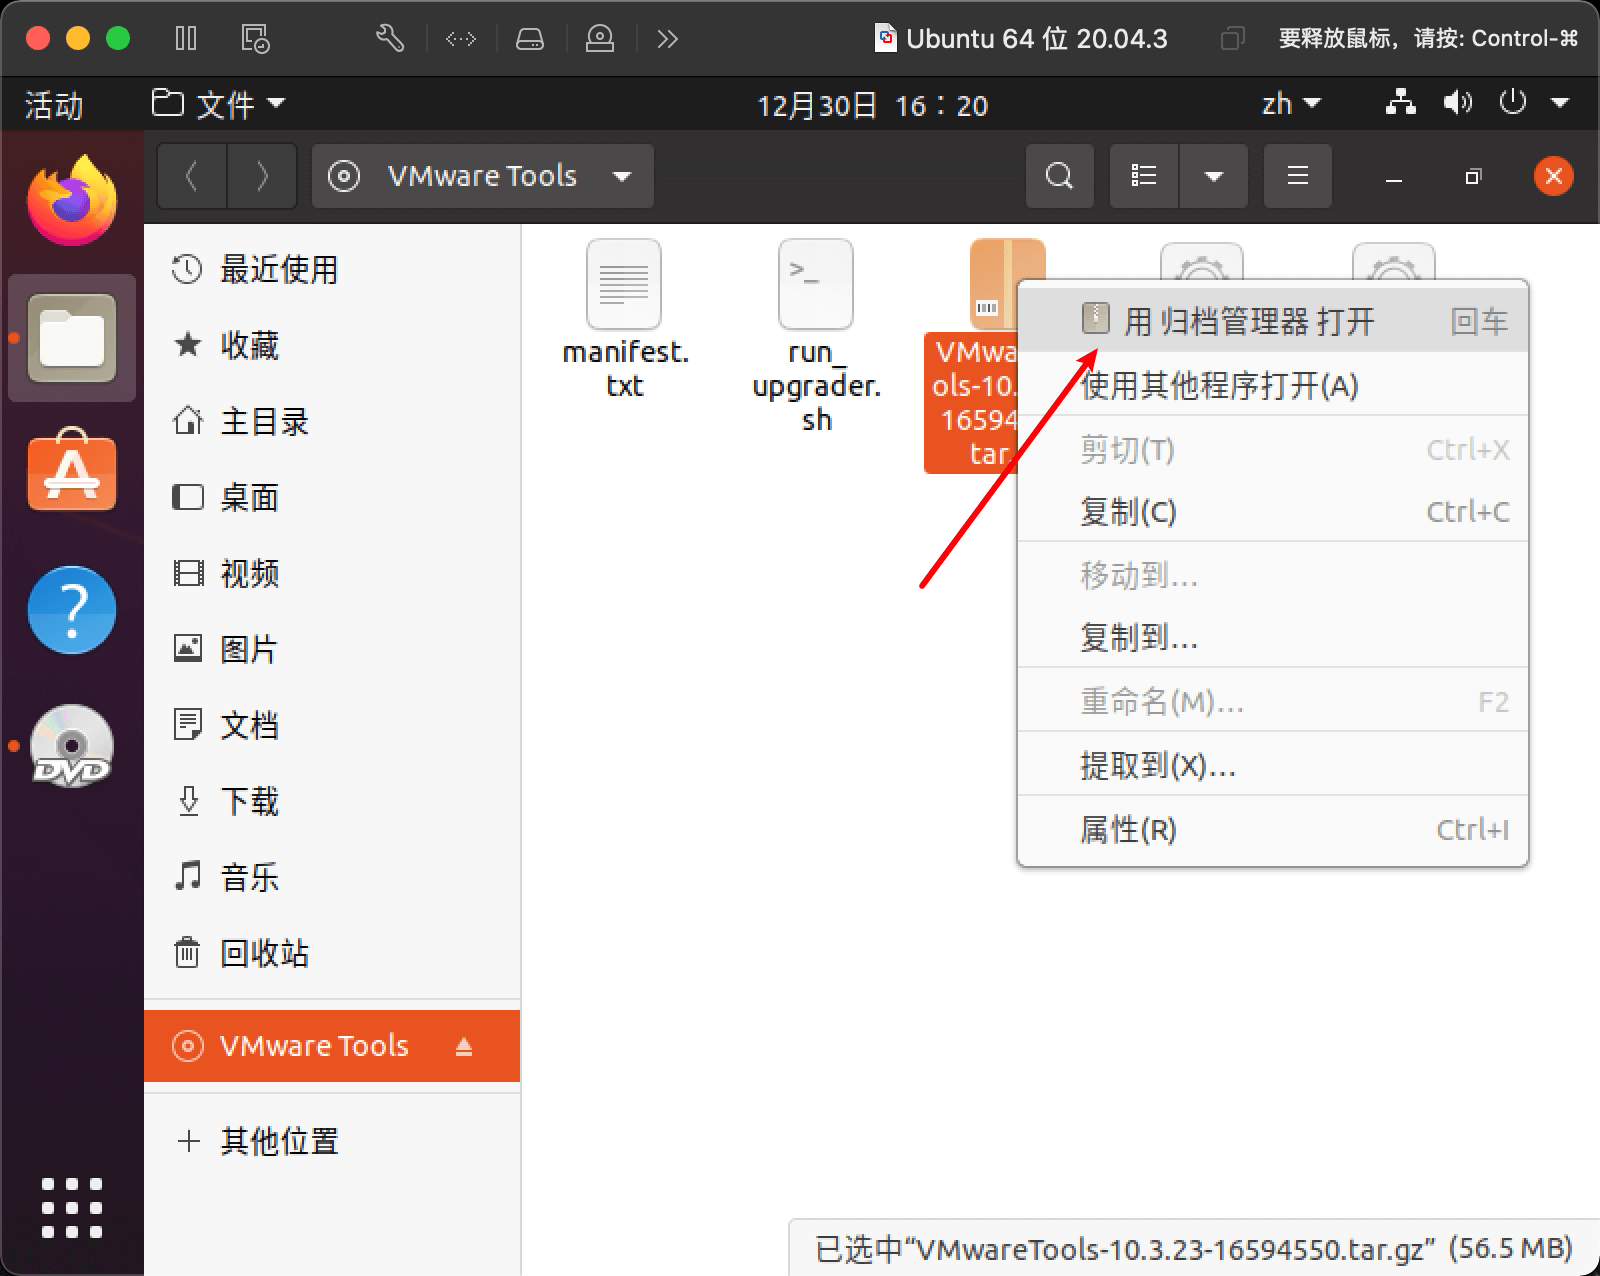 Ubuntu 64 位 20.04.3
要释放鼠标，请按: Control-⌘
活动
文件
12月30日 16：20
zh
VMware Tools
最近使用
收藏
主目录
桌面
视频
图片
文档
下载
音乐
回收站
VMware Tools
其他位置
manifest.
txt
>_
run_
upgrader.
sh
VMwa
ols-10.
16594
tar.
用 归档管理器 打开 回车
使用其他程序打开(A)
剪切(T) Ctrl+X
复制(C) Ctrl+C
移动到...
复制到...
重命名(M)... F2
提取到(X)...
属性(R) Ctrl+I
DVD
已选中“VMwareTools-10.3.23-16594550.tar.gz” (56.5 MB)